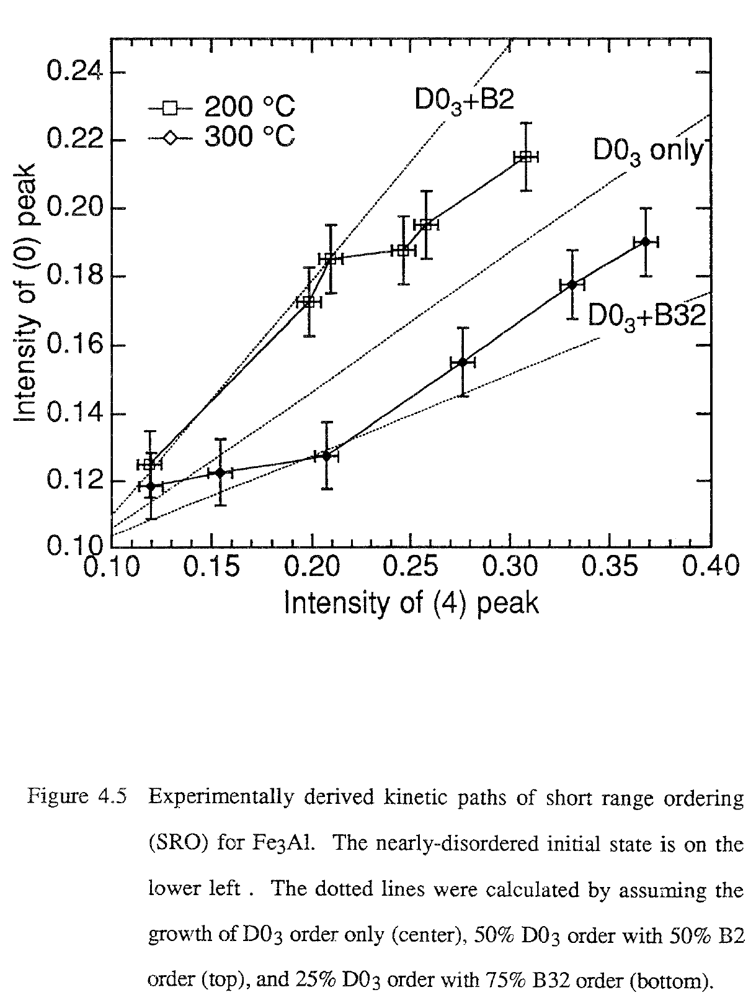 0.24
0.22
0.20
0.18
0.16
0.14
0.12
0.10
Intensity of (0) peak
200 °C
300 °C
D0₃+B2
D0₃ only
D0₃+B32
0.10 0.15 0.20 0.25 0.30 0.35 0.40
Intensity of (4) peak
Figure 4.5 Experimentally derived kinetic paths of short range ordering
(SRO) for Fe₃Al. The nearly-disordered initial state is on the
lower left . The dotted lines were calculated by assuming the
growth of D0₃ order only (center), 50% D0₃ order with 50% B2
order (top), and 25% D0₃ order with 75% B32 order (bottom).